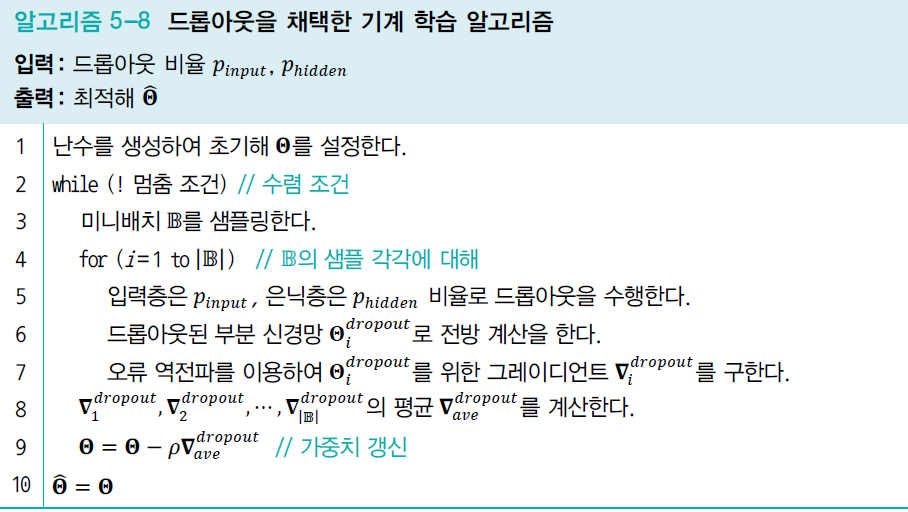 알고리즘 5-8 드롭아웃을 채택한 기계 학습 알고리즘
입력: 드롭아웃 비율 p_input, p_hidden
출력: 최적해 Θ̂
1 난수를 생성하여 초기해 Θ를 설정한다.
2 while (! 멈춤 조건) // 수렴 조건
3 미니배치 𝔹를 샘플링한다.
4 for (i=1 to |𝔹|) // 𝔹의 샘플 각각에 대해
5 입력층은 p_input, 은닉층은 p_hidden 비율로 드롭아웃을 수행한다.
6 드롭아웃된 부분 신경망 Θ_i^dropout로 전방 계산을 한다.
7 오류 역전파를 이용하여 Θ_i^dropout를 위한 그레이디언트 ∇_i^dropout를 구한다.
8 ∇_1^dropout, ∇_2^dropout, ⋯, ∇_|𝔹|^dropout의 평균 ∇_ave^dropout를 계산한다.
9 Θ = Θ − ρ∇_ave^dropout // 가중치 갱신
10 Θ̂ = Θ